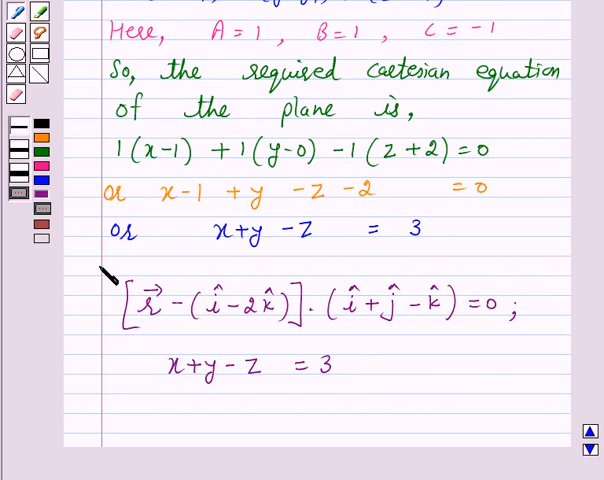 Here, A = 1 , B = 1 , C = -1
So, the required cartesian equation
of the plane is,
1(x-1) + 1(y-0) - 1(z+2) = 0
or x-1 + y - z - 2 = 0
or x+y - z = 3
[r⃗ - (î - 2k̂)] · (î + ĵ - k̂) = 0 ;
x+y - z = 3